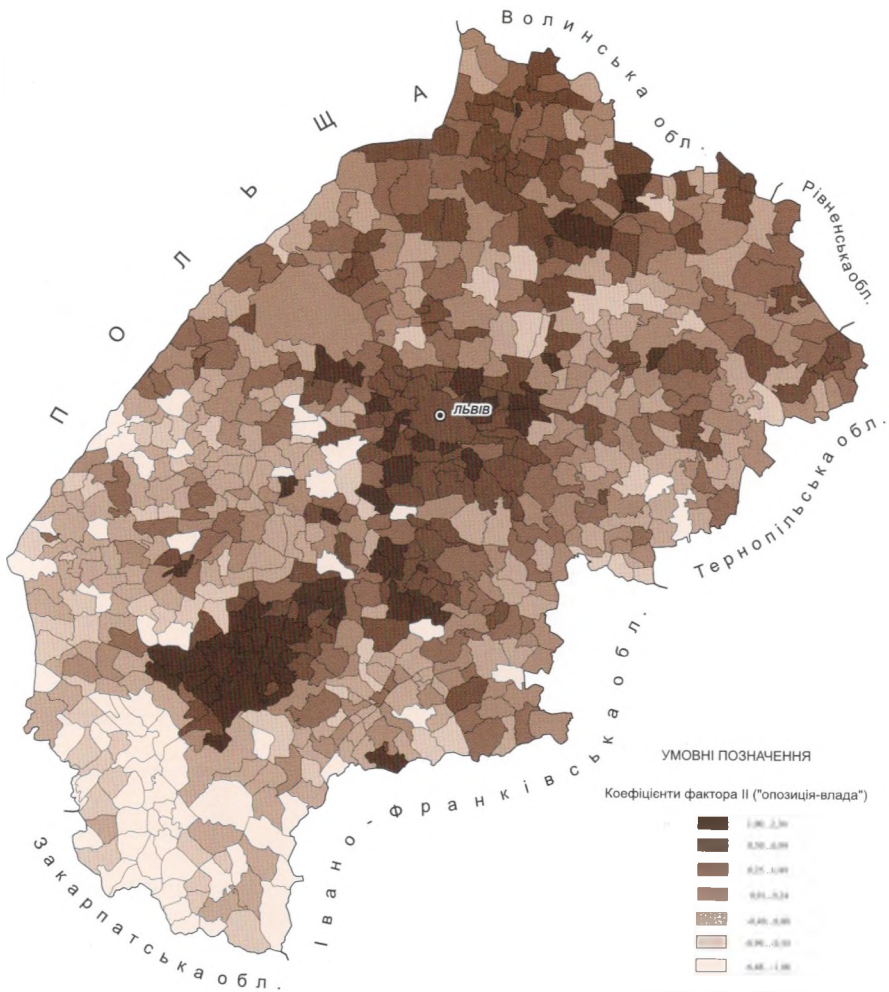 Волинська обл.
ПОЛЬЩА
Рівненська обл.
ЛЬВІВ
Тернопільська обл.
Івано-Франківська обл.
Закарпатська обл.
УМОВНІ ПОЗНАЧЕННЯ
Коефіцієнти фактора ІІ ("опозиція-влада")